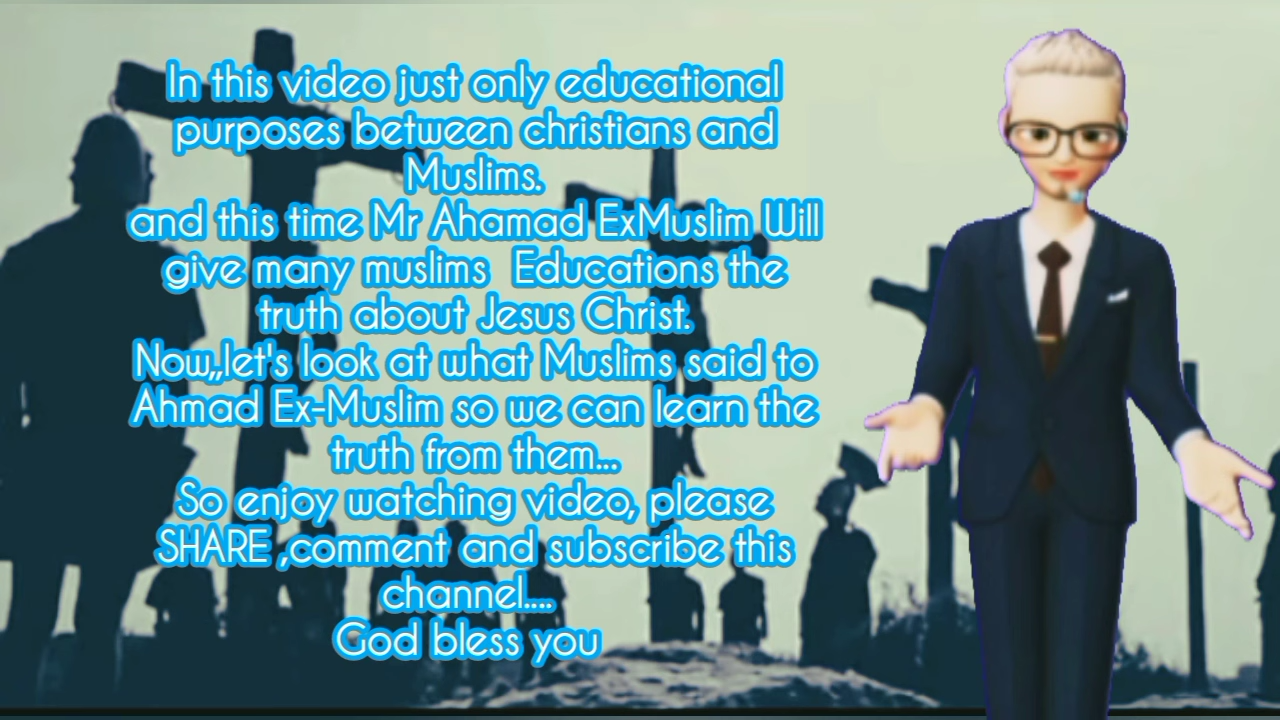 In this video just only educational
purposes between christians and
Muslims.
and this time Mr Ahamad ExMuslim Will
give many muslims Educations the
truth about Jesus Christ.
Now,,let's look at what Muslims said to
Ahmad Ex-Muslim so we can learn the
truth from them...
So enjoy watching video, please
SHARE ,comment and subscribe this
channel....
God bless you